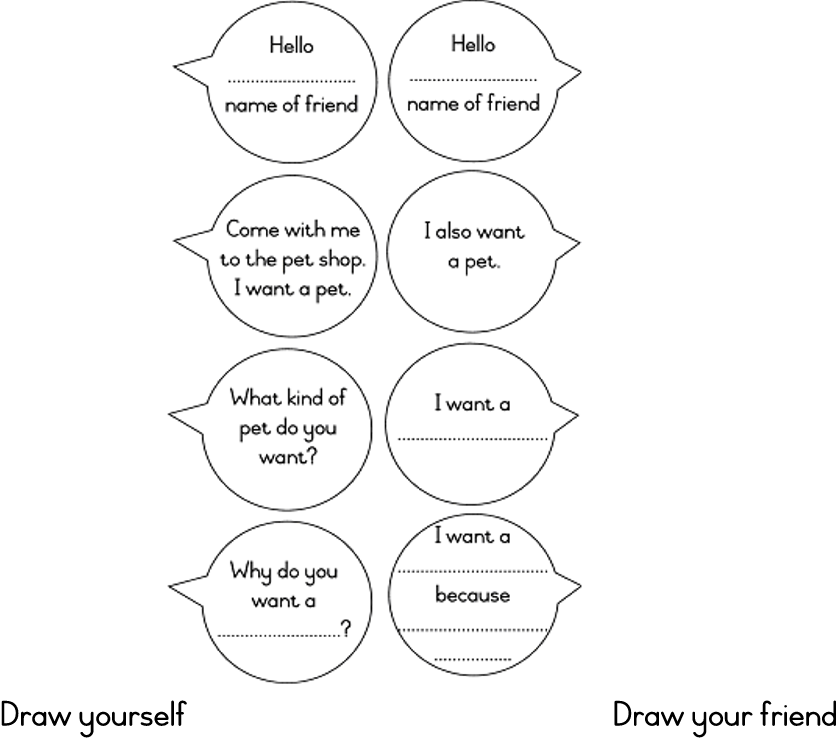 Hello
..........................
name of friend
Hello
..........................
name of friend
Come with me
to the pet shop.
I want a pet.
I also want
a pet.
What kind of
pet do you
want?
I want a
..............................
Why do you
want a
.........................?
I want a
..............................
because
..............................
................
Draw yourself
Draw your friend